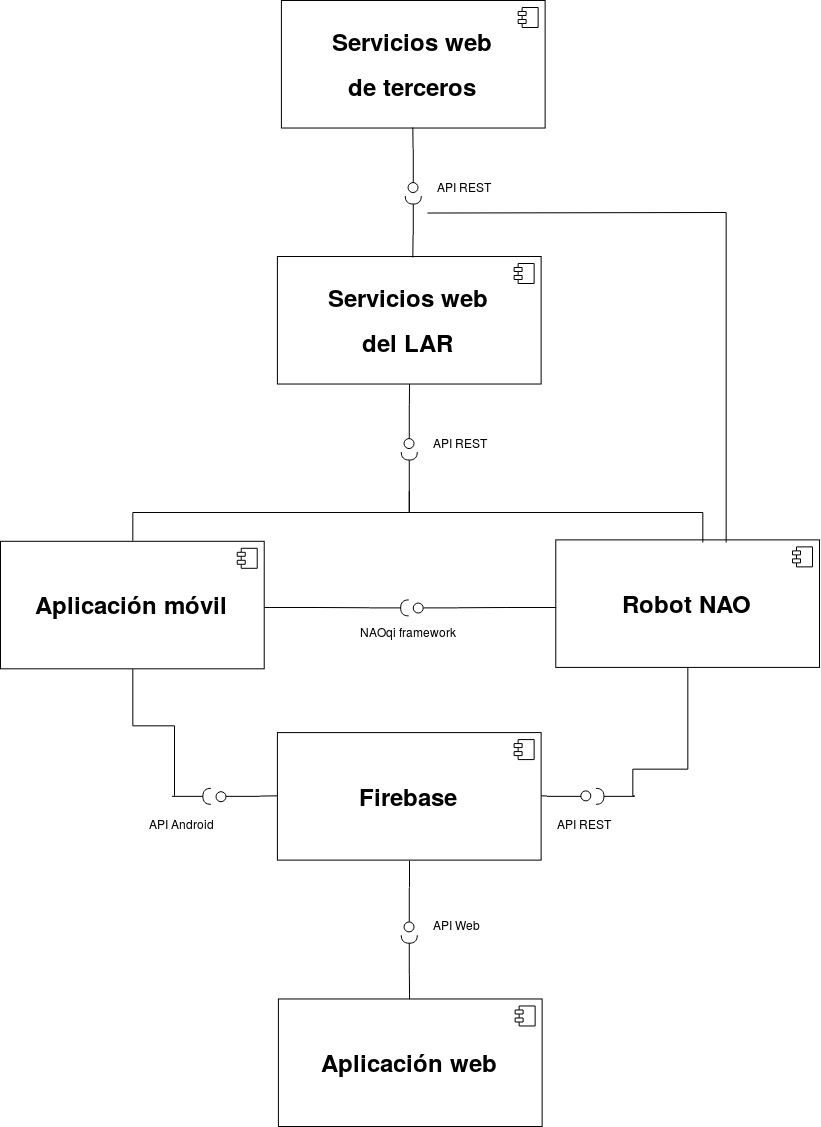 Servicios web
de terceros
API REST
Servicios web
del LAR
API REST
Aplicación móvil
Robot NAO
NAOqi framework
Firebase
API Android
API REST
API Web
Aplicación web